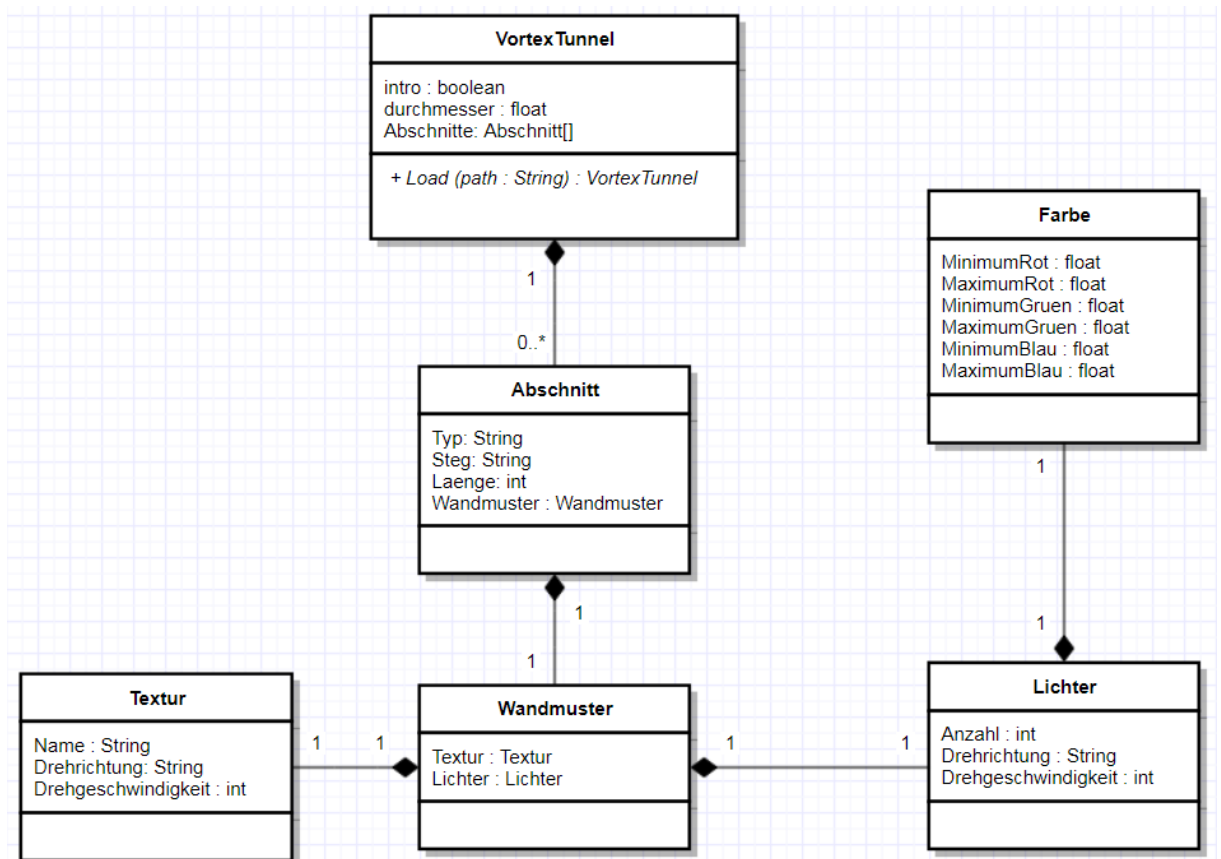 VortexTunnel
intro : boolean
durchmesser : float
Abschnitte: Abschnitt[]
+ Load (path : String) : VortexTunnel
1
0..*
Farbe
MinimumRot : float
MaximumRot : float
MinimumGruen : float
MaximumGruen : float
MinimumBlau : float
MaximumBlau : float
1
1
Abschnitt
Typ: String
Steg: String
Laenge: int
Wandmuster : Wandmuster
1
1
Textur
Name : String
Drehrichtung: String
Drehgeschwindigkeit : int
1
1
Wandmuster
Textur : Textur
Lichter : Lichter
1
1
Lichter
Anzahl : int
Drehrichtung : String
Drehgeschwindigkeit : int